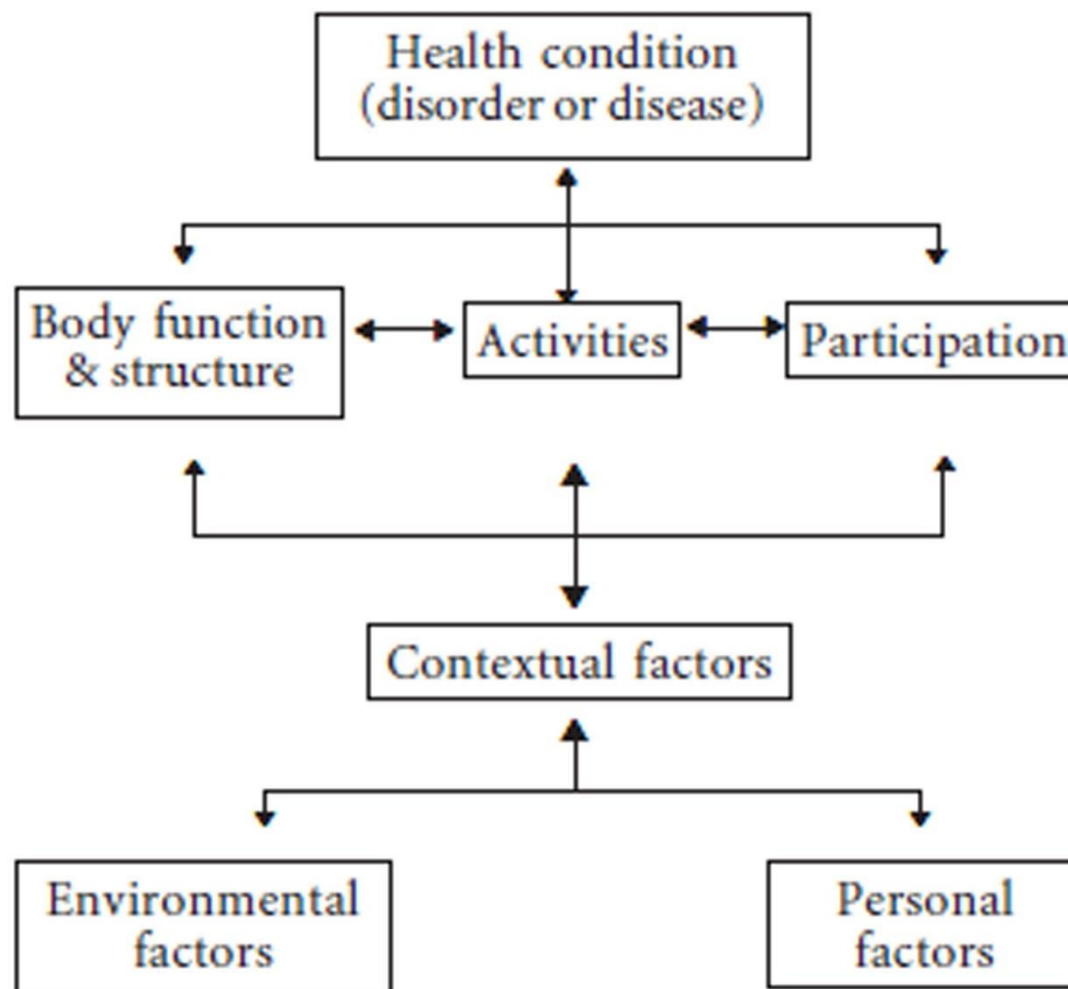 Health condition
(disorder or disease)
Body function
& structure
Activities
Participation
Contextual factors
Environmental
factors
Personal
factors